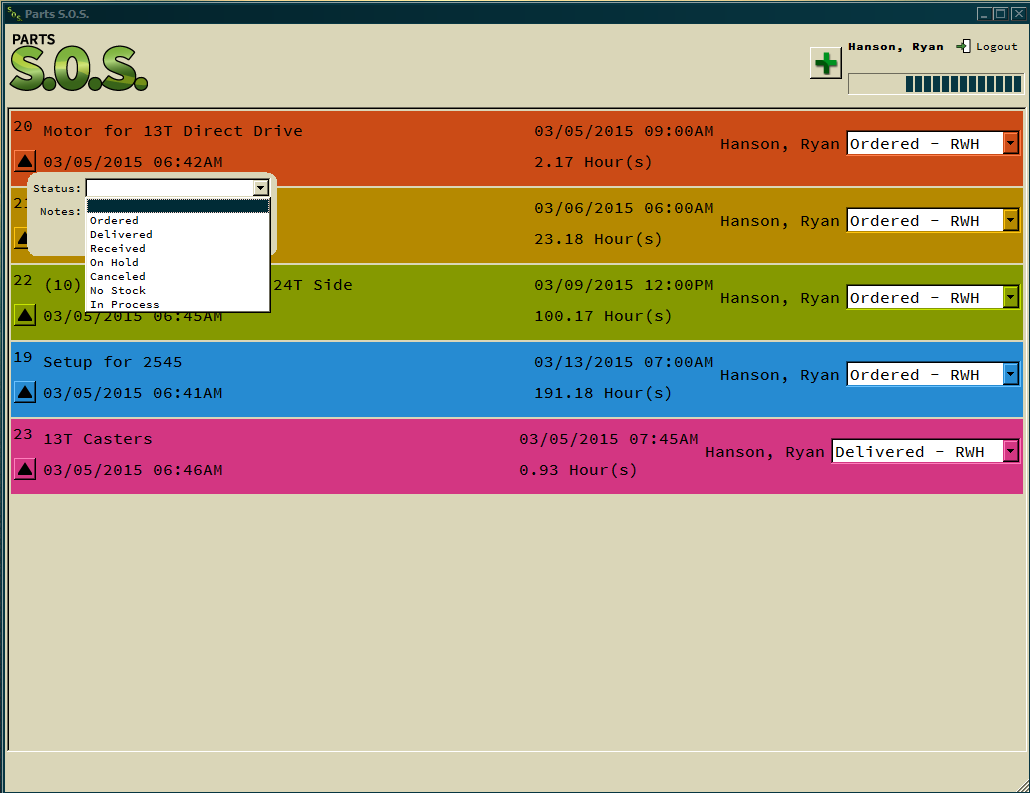 Parts S.O.S.
PARTS
S.O.S.
Hanson, Ryan Logout
20 Motor for 13T Direct Drive 03/05/2015 09:00AM
Hanson, Ryan Ordered - RWH
03/05/2015 06:42AM 2.17 Hour(s)
Status:
Notes:
Ordered
Delivered
Received
On Hold
Canceled
No Stock
In Process
21 03/06/2015 06:00AM
Hanson, Ryan Ordered - RWH
23.18 Hour(s)
22 (10) 24T Side 03/09/2015 12:00PM
Hanson, Ryan Ordered - RWH
03/05/2015 06:45AM 100.17 Hour(s)
19 Setup for 2545 03/13/2015 07:00AM
Hanson, Ryan Ordered - RWH
03/05/2015 06:41AM 191.18 Hour(s)
23 13T Casters 03/05/2015 07:45AM
Hanson, Ryan Delivered - RWH
03/05/2015 06:46AM 0.93 Hour(s)